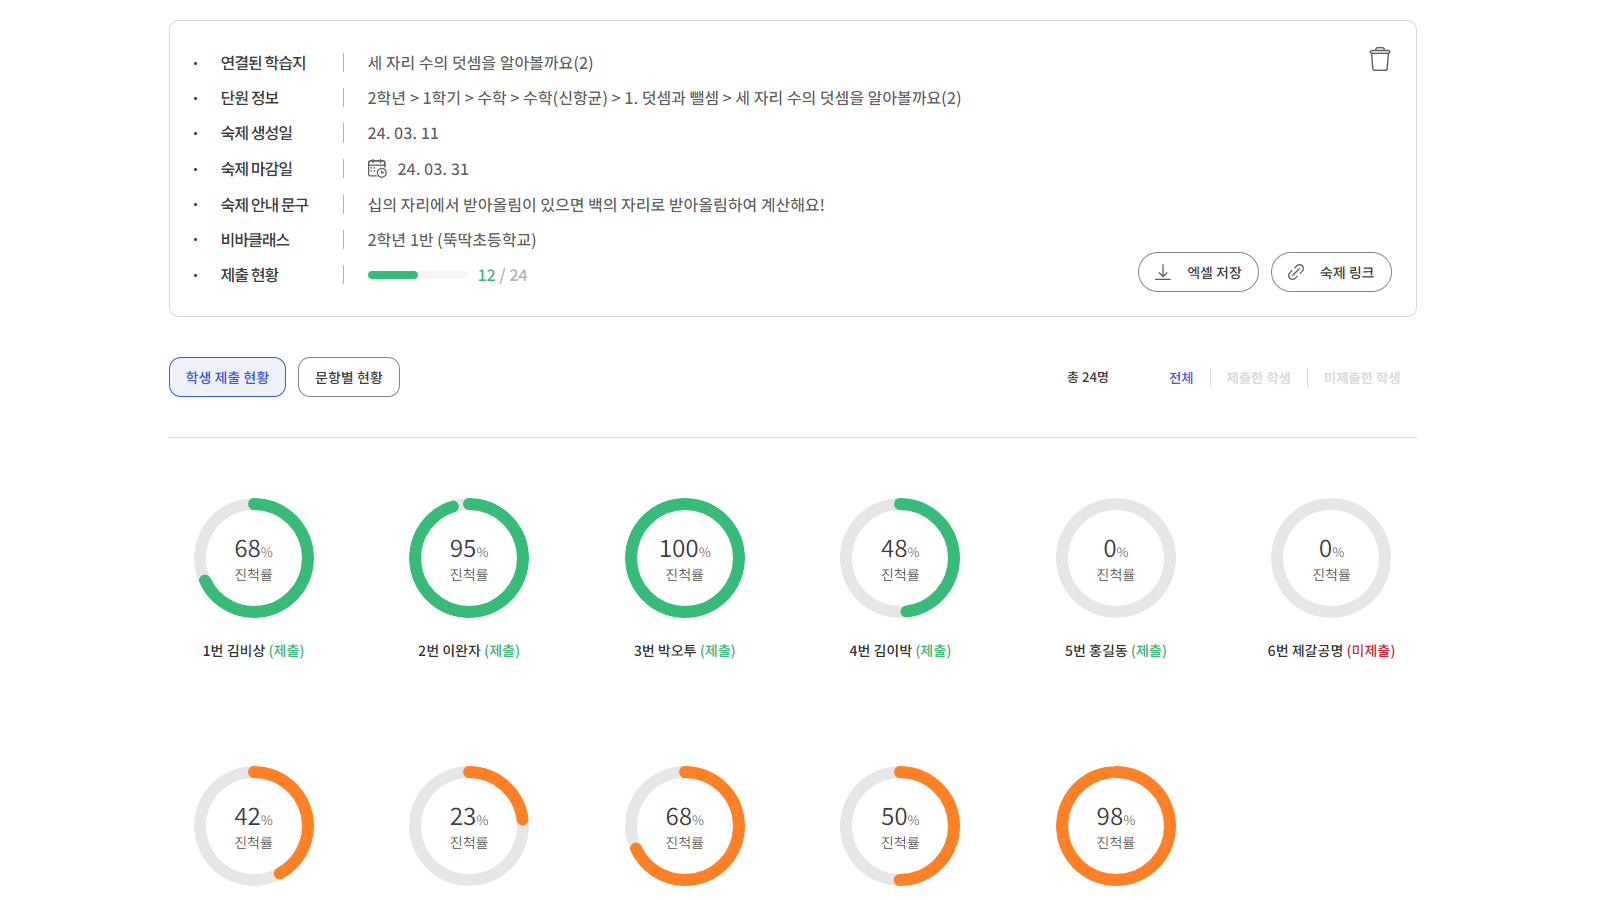 · 연결된 학습지 세 자리 수의 덧셈을 알아볼까요(2)
· 단원 정보 2학년 > 1학기 > 수학 > 수학(신항균) > 1. 덧셈과 뺄셈 > 세 자리 수의 덧셈을 알아볼까요(2)
· 숙제 생성일 24. 03. 11
· 숙제 마감일 24. 03. 31
· 숙제 안내 문구 십의 자리에서 받아올림이 있으면 백의 자리로 받아올림하여 계산해요!
· 비바클래스 2학년 1반 (뚝딱초등학교)
· 제출 현황 12 / 24
엑셀 저장 숙제 링크
학생 제출 현황 문항별 현황 총 24명 전체 제출한 학생 미제출한 학생
68% 95% 100% 48% 0% 0%
진척률 진척률 진척률 진척률 진척률 진척률
1번 김비상 (제출) 2번 이완자 (제출) 3번 박오투 (제출) 4번 김이박 (제출) 5번 홍길동 (제출) 6번 제갈공명 (미제출)
42% 23% 68% 50% 98%
진척률 진척률 진척률 진척률 진척률